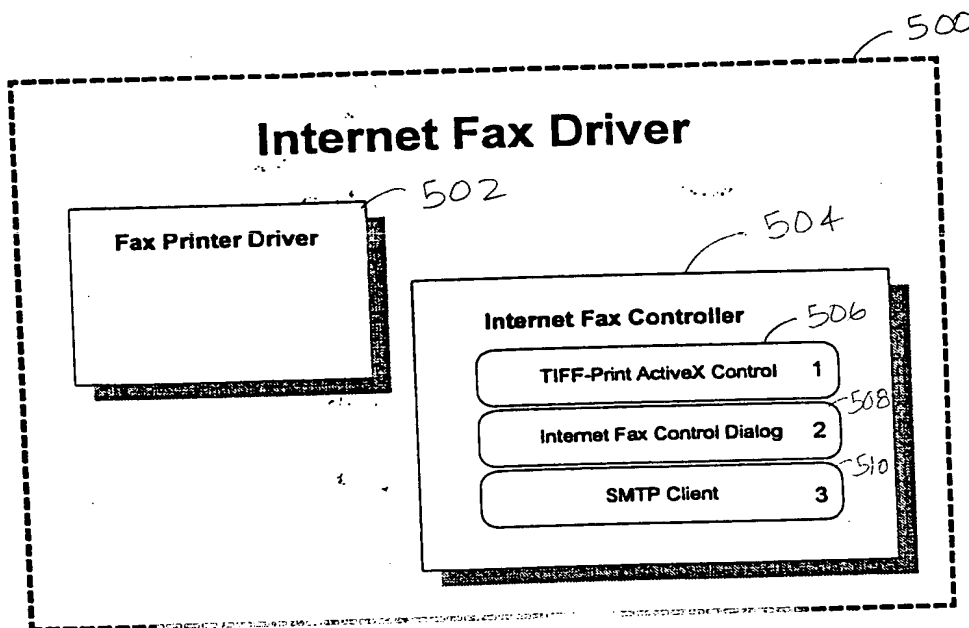 500
Internet Fax Driver
502
Fax Printer Driver
504
Internet Fax Controller
506
TIFF-Print ActiveX Control 1
508
Internet Fax Control Dialog 2
510
SMTP Client 3